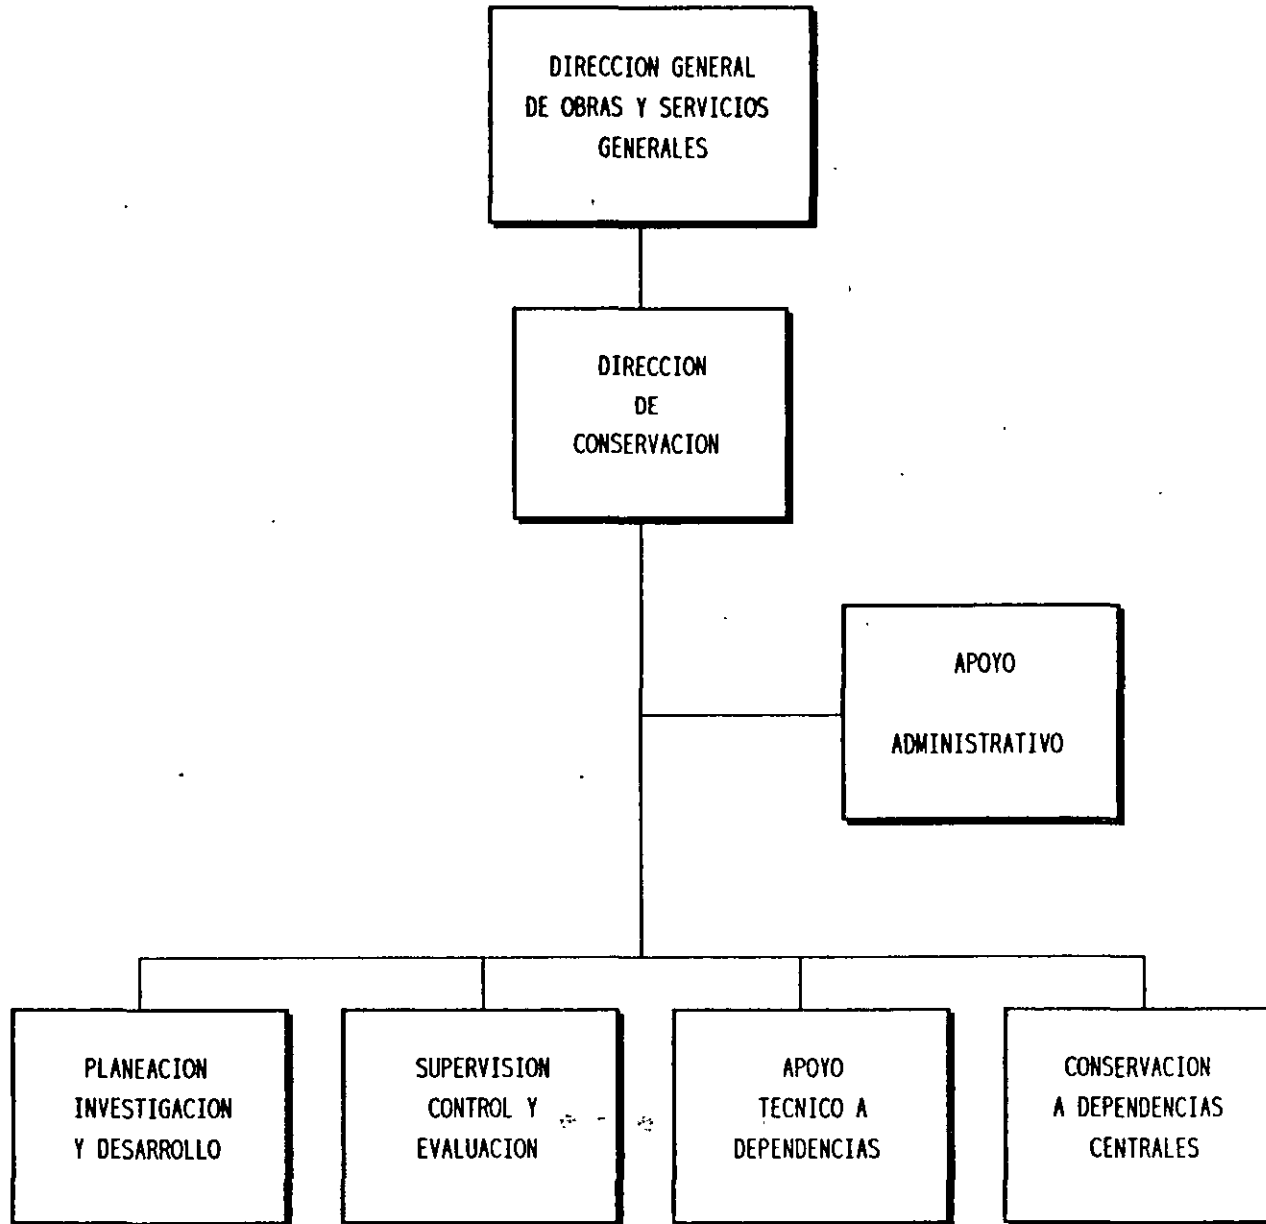 DIRECCION GENERAL
DE OBRAS Y SERVICIOS
GENERALES
DIRECCION
DE
CONSERVACION
APOYO
ADMINISTRATIVO
PLANEACION
INVESTIGACION
Y DESARROLLO
SUPERVISION
CONTROL Y
EVALUACION
APOYO
TECNICO A
DEPENDENCIAS
CONSERVACION
A DEPENDENCIAS
CENTRALES